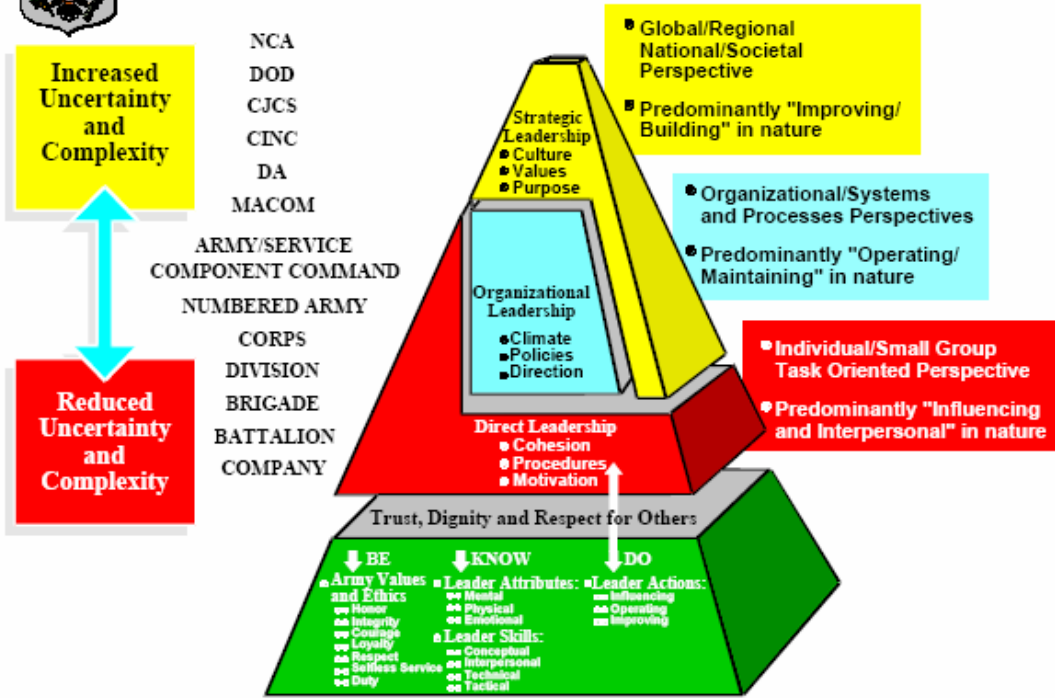 Increased
Uncertainty
and
Complexity
Reduced
Uncertainty
and
Complexity
NCA
DOD
CJCS
CINC
DA
MACOM
ARMY/SERVICE
COMPONENT COMMAND
NUMBERED ARMY
CORPS
DIVISION
BRIGADE
BATTALION
COMPANY
Strategic
Leadership
Culture
Values
Purpose
Organizational
Leadership
Climate
Policies
Direction
Direct Leadership
Cohesion
Procedures
Motivation
Global/Regional
National/Societal
Perspective
Predominantly "Improving/
Building" in nature
Organizational/Systems
and Processes Perspectives
Predominantly "Operating/
Maintaining" in nature
Individual/Small Group
Task Oriented Perspective
Predominantly "Influencing
and Interpersonal" in nature
Trust, Dignity and Respect for Others
BE
Army Values
and Ethics
Honor
Integrity
Courage
Loyalty
Respect
Selfless Service
Duty
KNOW
Leader Attributes:
Mental
Physical
Emotional
Leader Skills:
Conceptual
Interpersonal
Technical
Tactical
DO
Leader Actions:
Influencing
Operating
Improving